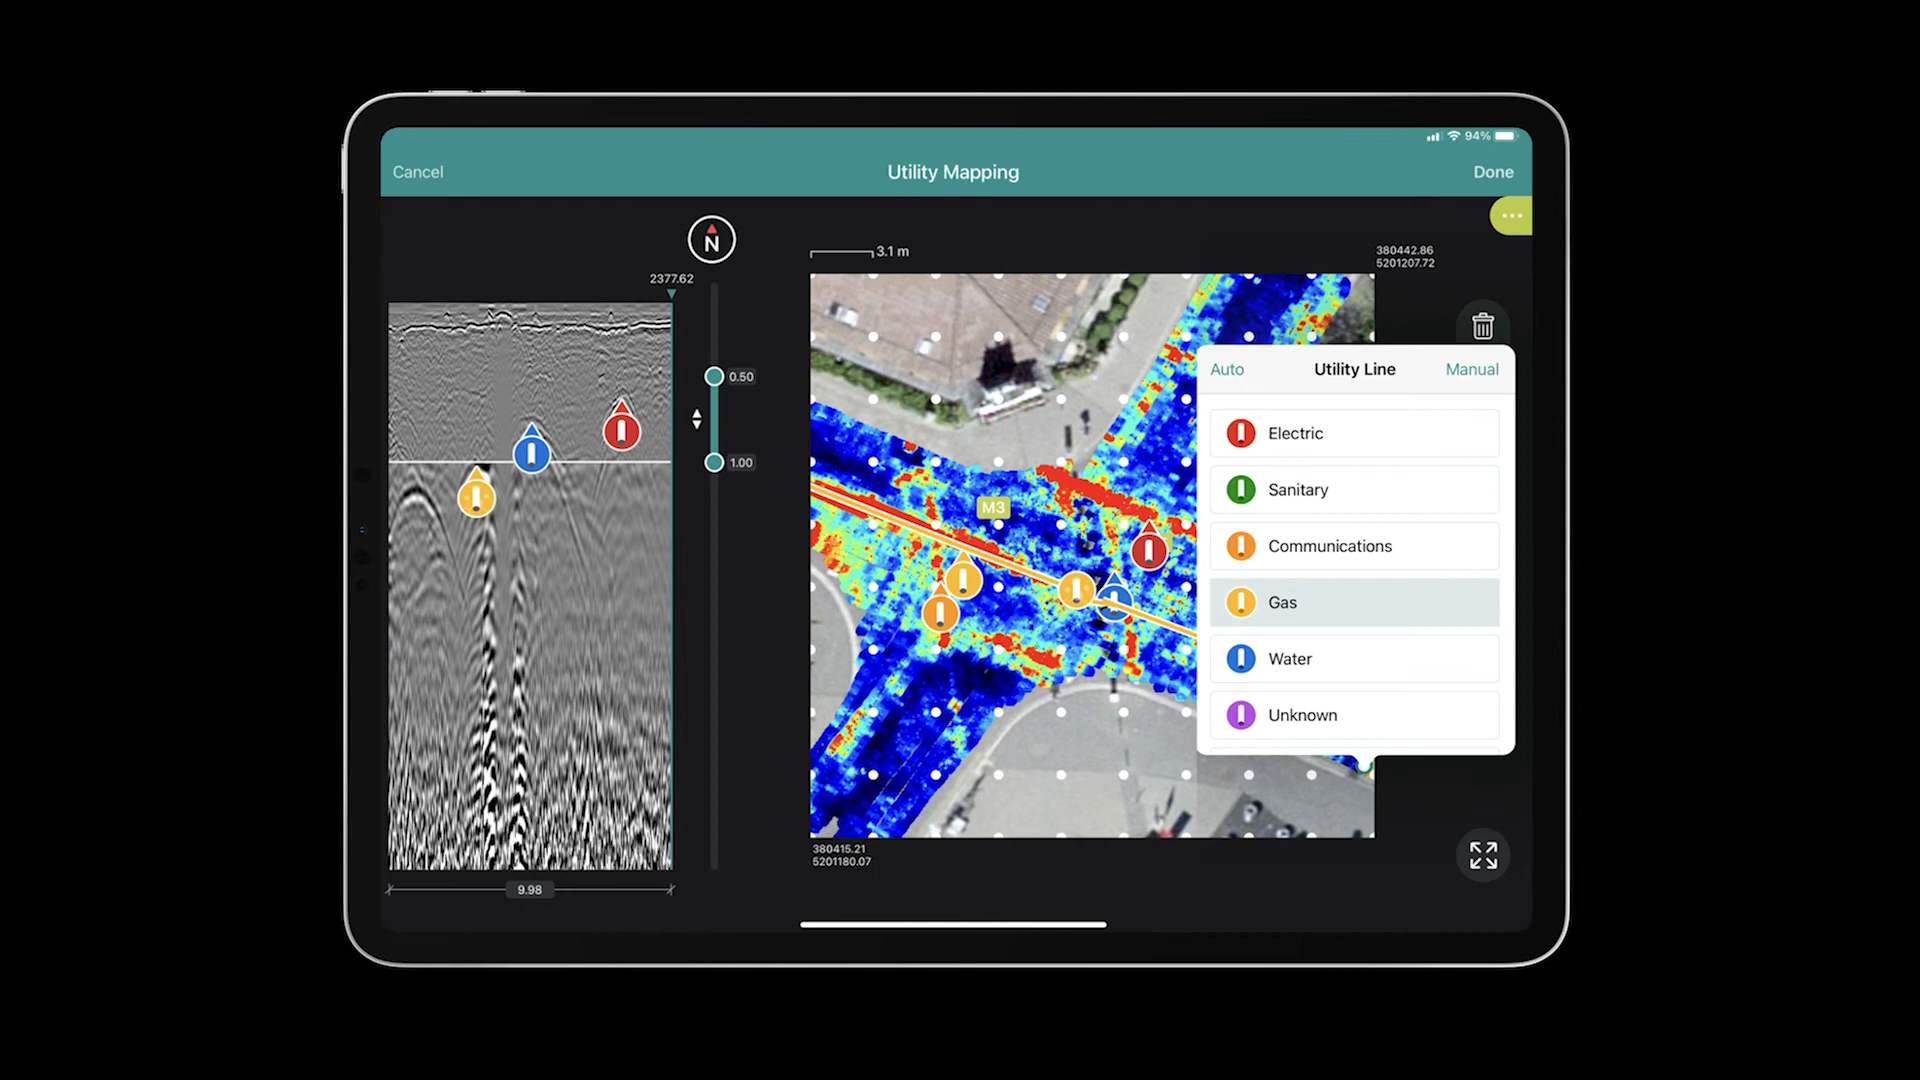 94%
Cancel
Utility Mapping
Done
N
3.1 m
380442.86
5201207.72
2377.62
0.50
1.00
M3
Auto
Utility Line
Manual
Electric
Sanitary
Communications
Gas
Water
Unknown
380415.21
5201180.07
9.98